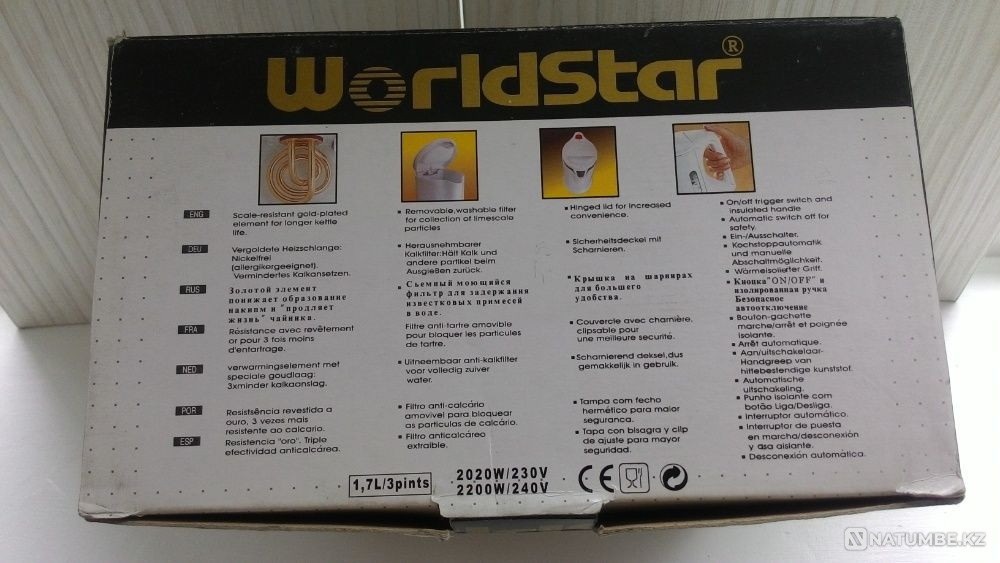 WorldStar®
ENG
Scale-resistant gold-plated
element for longer kettle
life.
▪ Removable,washable filter
for collection of limescale
particles
▪ Hinged lid for increased
convenience.
▪ On/off trigger switch and
insulated handle
▪ Automatic switch off for
safety.
DEU
Vergoldete Heizschlange:
Nickelfrei
(allergikergeeignet).
Vermindertes Kalkansetzen.
▪ Herausnehmbarer
Kalkfilter:Hält Kalk und
andere partikel beim
Ausgießen zurück.
▪ Sicherheitsdeckel mit
Scharnieren.
▪ Ein-/Ausschalter,
▪ Kochstoppautomatik
und manuelle
Abschaltmöglichkeit.
▪ Wärmeisolierter Griff.
RUS
Золотой элемент
понижает образование
накипм и "продляет
жизнь" чайника.
▪ Съемный моющийся
фильтр для задержания
известковых примесей
в воде.
▪ Крышка на шарнирах
для большего
удобства.
▪ Кнопка"ON/OFF" и
изолированная ручка
Безопасное
автоотключение
FRA
Résistance avec revêtement
or pour 3 fois moins
d'entartrage.
Filtre anti-tartre amovible
pour bloquer les particules
de tartre.
▪ Couvercle avec charnière,
clipsable pour
une meilleure securité.
▪ Bouton-gachette
marche/arrêt et poignée
isolante.
▪ Arrêt automatique.
NED
verwarmingselement met
speciale goudlaag:
3xminder kalkaanslag.
▪ Uitneembaar anti-kalkfilter
voor volledig zuiver
water.
▪ Scharnierend deksel,dus
gemakkelijk in gebruik.
▪ Aan/uitschakelaar-
Handgreep van
hittebestendige kunststof.
▪ Automatische
uitschakeling.
POR
Resistsência revestida a
ouro, 3 vezes mais
resistente ao calcário.
▪ Filtro anti-calcário
amovivel para bloquear
as particulas de calcário.
▪ Tampa com fecho
hermético para maior
seguranca.
▪ Punho isolante com
botão Liga/Desliga.
▪ Interruptor automático.
ESP
Resistencia "oro". Triple
efectividad anticalcárea.
▪ Filtro anticalcáreo
extraible.
▪ Tapa con bisagra y clip
de ajuste para mayor
seguridad.
▪ Interruptor de puesta
en marcha/desconexión
y asa aislante.
▪ Desconexión automática.
1,7L/3pints
2020W/230V
2200W/240V
CE
NATUMBE.KZ